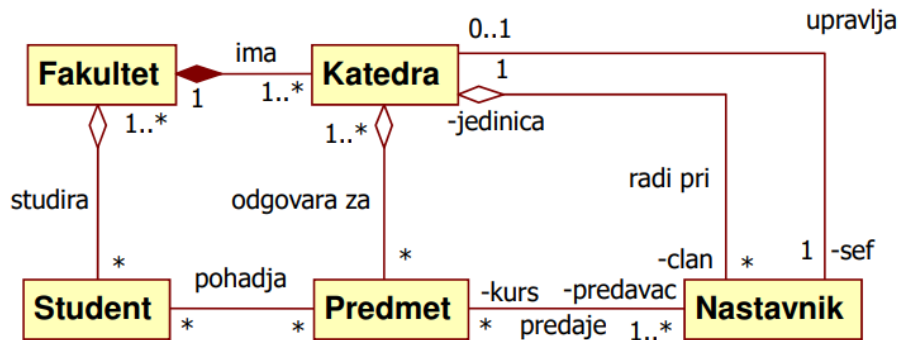 upravlja
0..1
ima
Fakultet
Katedra
1
1
1..*
-jedinica
1..*
1..*
studira
odgovara za
radi pri
*
*
-clan
*
1
-sef
pohadja
Student
Predmet
-kurs
-predavac
Nastavnik
*
*
*
predaje
1..*